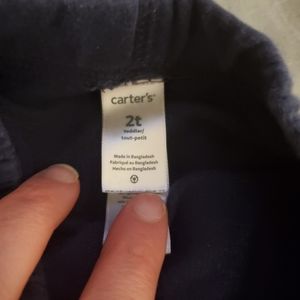 carter's
2t
toddler/
tout-petit
Made in Bangladesh
Fabriqué au Bangladesh
Hecho en Bangladesh